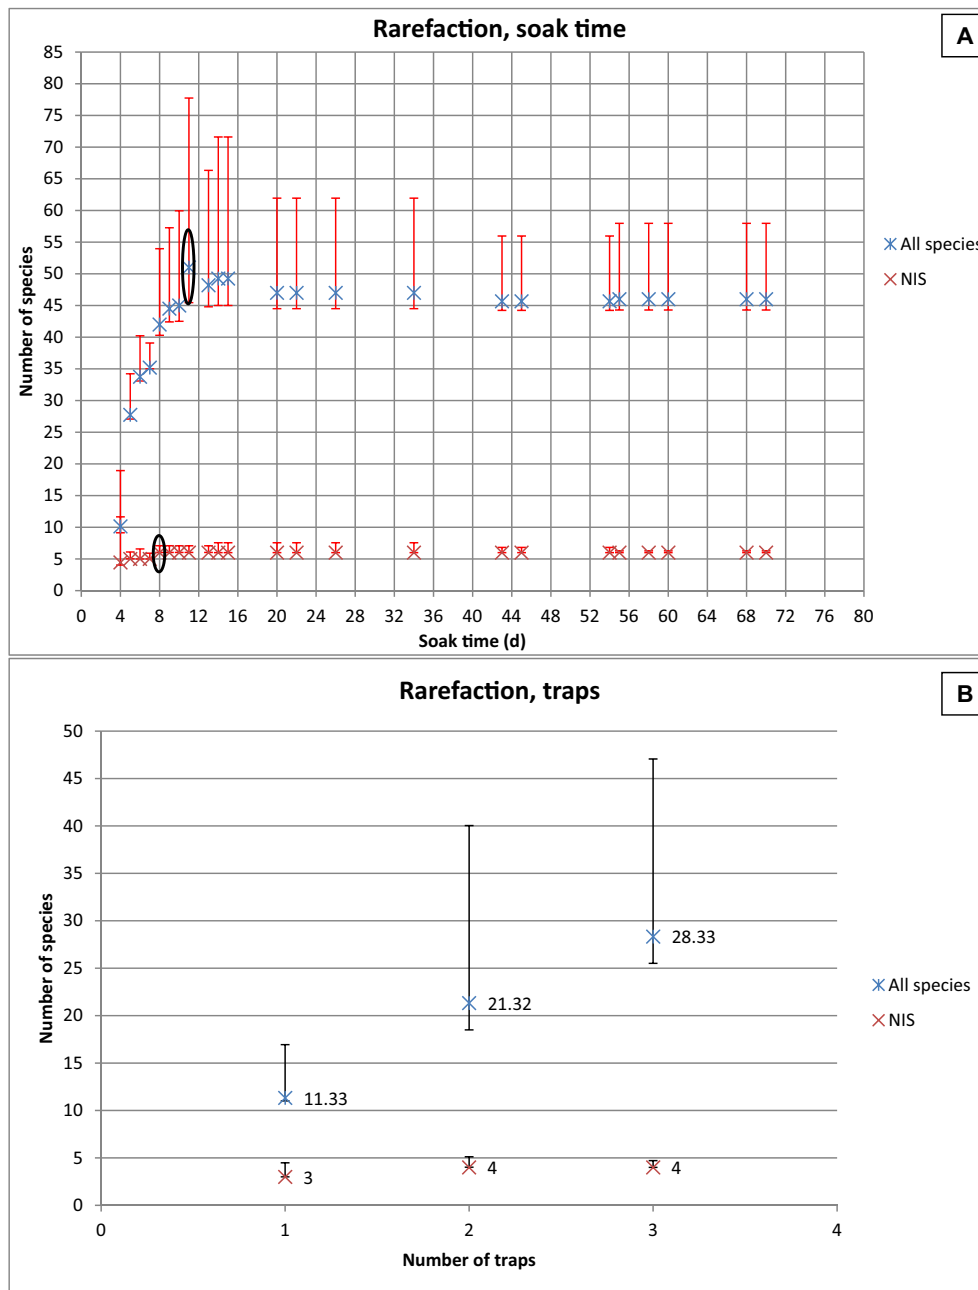 Rarefaction, soak time
A
85
80
75
70
65
60
55
50
45
40
35
30
25
20
15
10
5
0
Number of species
0 4 8 12 16 20 24 28 32 36 40 44 48 52 56 60 64 68 72 76 80
Soak time (d)
All species
NIS
Rarefaction, traps
B
50
45
40
35
30
25
20
15
10
5
0
Number of species
28.33
21.32
11.33
3
4
4
0 1 2 3 4
Number of traps
All species
NIS